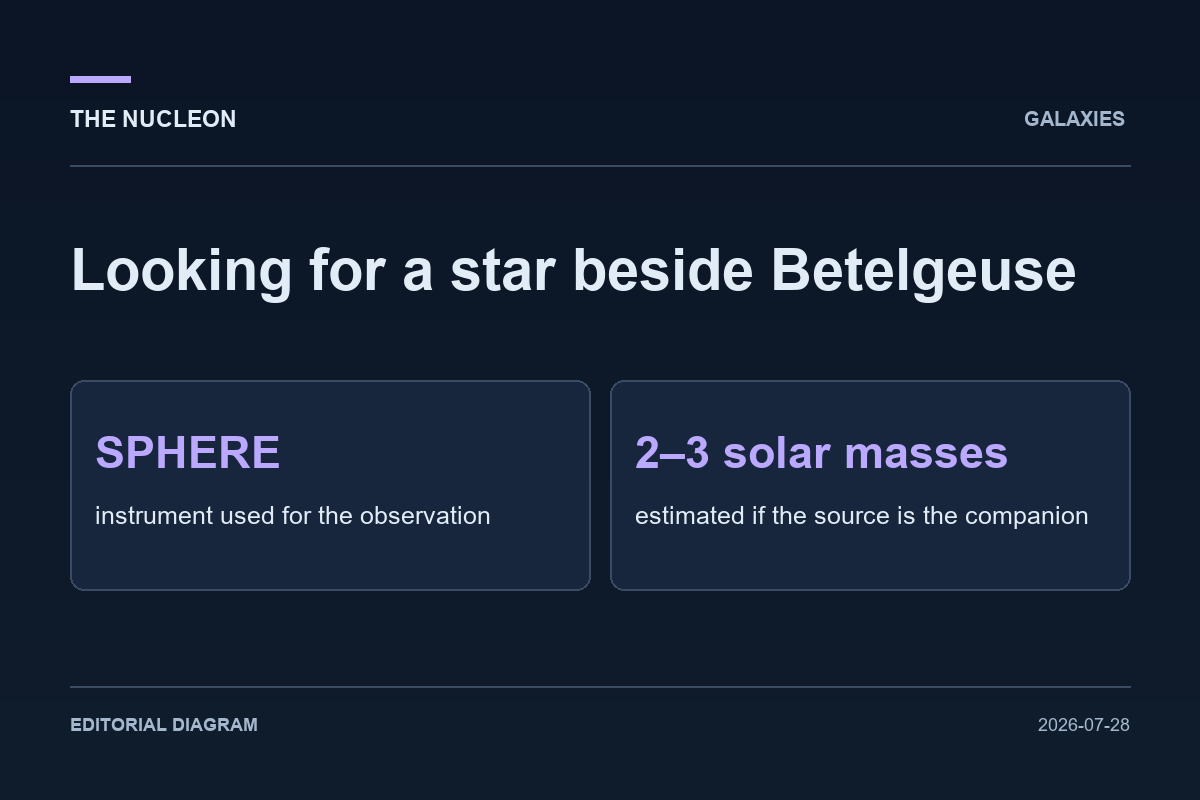 THE NUCLEON
GALAXIES
Looking for a star beside Betelgeuse
SPHERE
instrument used for the observation
2–3 solar masses
estimated if the source is the companion
EDITORIAL DIAGRAM
2026-07-28